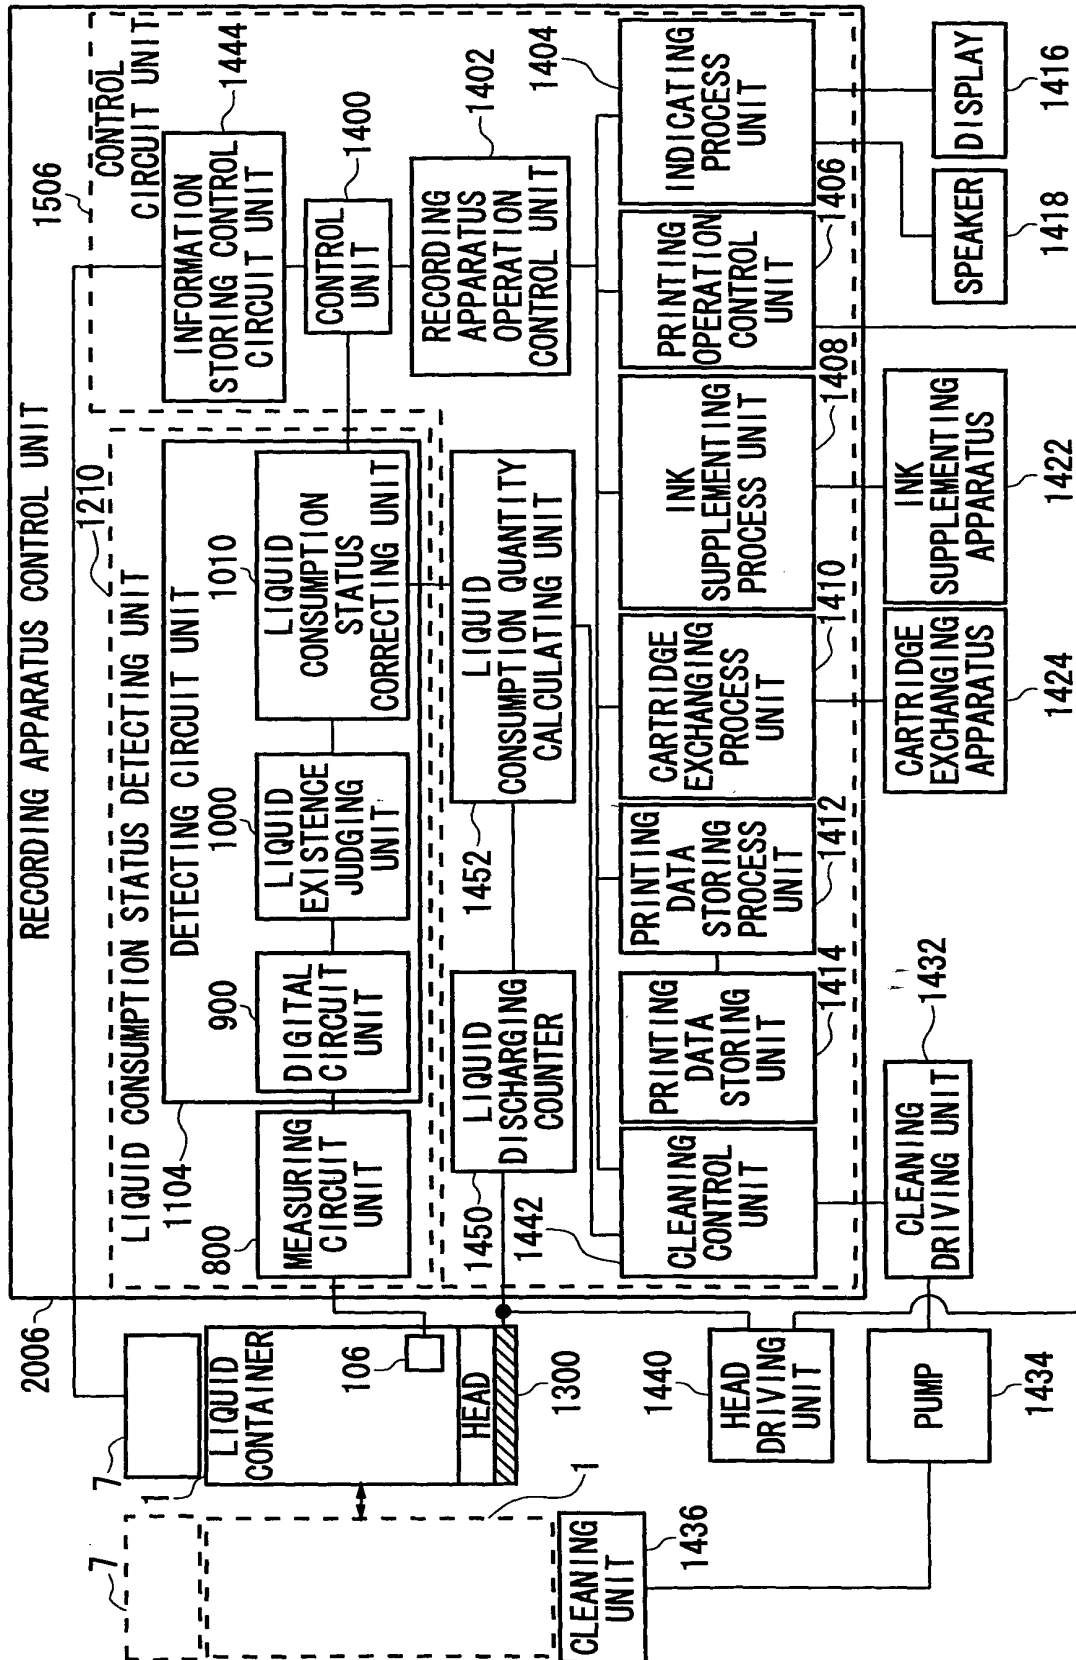 RECORDING APPARATUS CONTROL UNIT
2006
7
7
1
1
LIQUID
CONTAINER
106
HEAD
1300
1506
CONTROL
CIRCUIT UNIT
1210
LIQUID CONSUMPTION STATUS DETECTING UNIT
1104
DETECTING CIRCUIT UNIT
800
MEASURING
CIRCUIT
UNIT
900
DIGITAL
CIRCUIT
UNIT
1000
LIQUID
EXISTENCE
JUDGING
UNIT
1010
LIQUID
CONSUMPTION
STATUS
CORRECTING UNIT
INFORMATION
STORING CONTROL
CIRCUIT UNIT
1444
CONTROL
UNIT
1400
RECORDING
APPARATUS
OPERATION
CONTROL UNIT
1402
1450
LIQUID
DISCHARGING
COUNTER
1452
LIQUID
CONSUMPTION QUANTITY
CALCULATING UNIT
1442
CLEANING
CONTROL
UNIT
PRINTING
DATA
STORING
UNIT
1414
PRINTING
DATA
STORING
PROCESS
UNIT
1412
CARTRIDGE
EXCHANGING
PROCESS
UNIT
1410
INK
SUPPLEMENTING
PROCESS UNIT
1408
PRINTING
OPERATION
CONTROL
UNIT
1406
INDICATING
PROCESS
UNIT
1404
CLEANING
UNIT
1436
1440
HEAD
DRIVING
UNIT
PUMP
1434
CLEANING
DRIVING UNIT
1432
CARTRIDGE
EXCHANGING
APPARATUS
1424
INK
SUPPLEMENTING
APPARATUS
1422
SPEAKER
1418
DISPLAY
1416